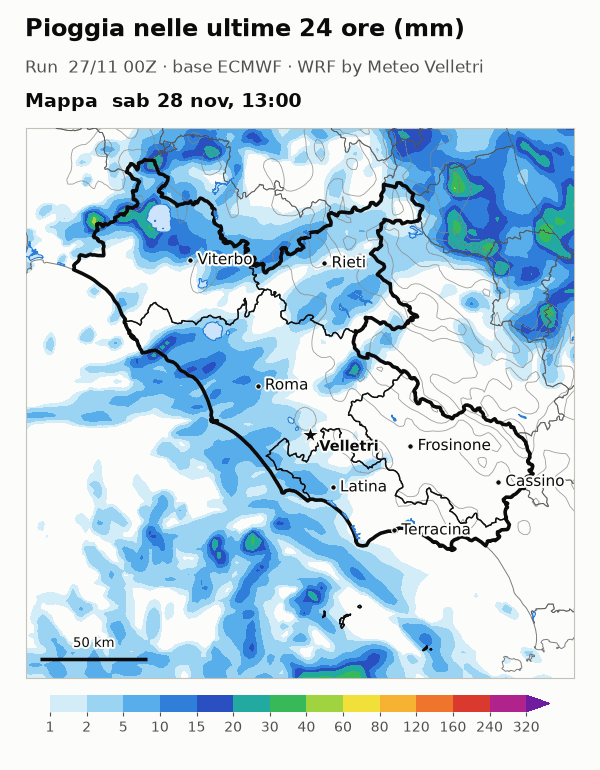 Pioggia nelle ultime 24 ore (mm)
Run 27/11 00Z · base ECMWF · WRF by Meteo Velletri
Mappa sab 28 nov, 13:00
Viterbo
Rieti
Roma
Velletri
Frosinone
Latina
Cassino
Terracina
50 km
1 2 5 10 15 20 30 40 60 80 120 160 240 320